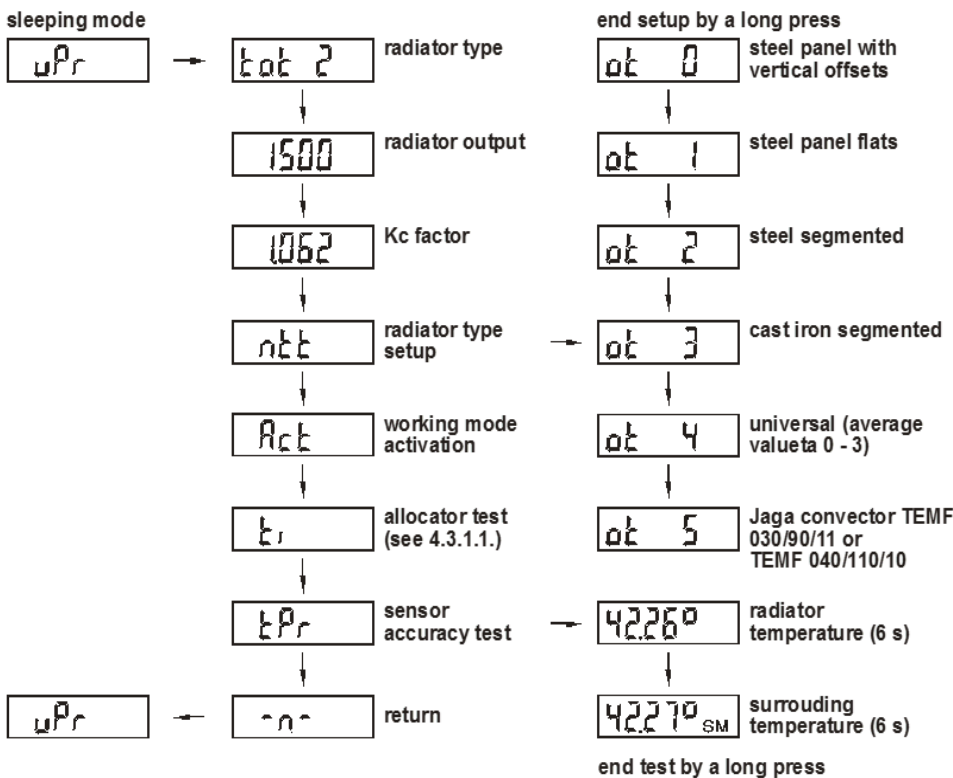 sleeping mode
uPr
tot 2
radiator type
1500
radiator output
1.062
Kc factor
ntt
radiator type
setup
Act
working mode
activation
tı
allocator test
(see 4.3.1.1.)
tPr
sensor
accuracy test
uPr
-n-
return
end setup by a long press
ot 0
steel panel with
vertical offsets
ot 1
steel panel flats
ot 2
steel segmented
ot 3
cast iron segmented
ot 4
universal (average
valueta 0 - 3)
ot 5
Jaga convector TEMF
030/90/11 or
TEMF 040/110/10
42.26°
radiator
temperature (6 s)
42.27° SM
surrouding
temperature (6 s)
end test by a long press